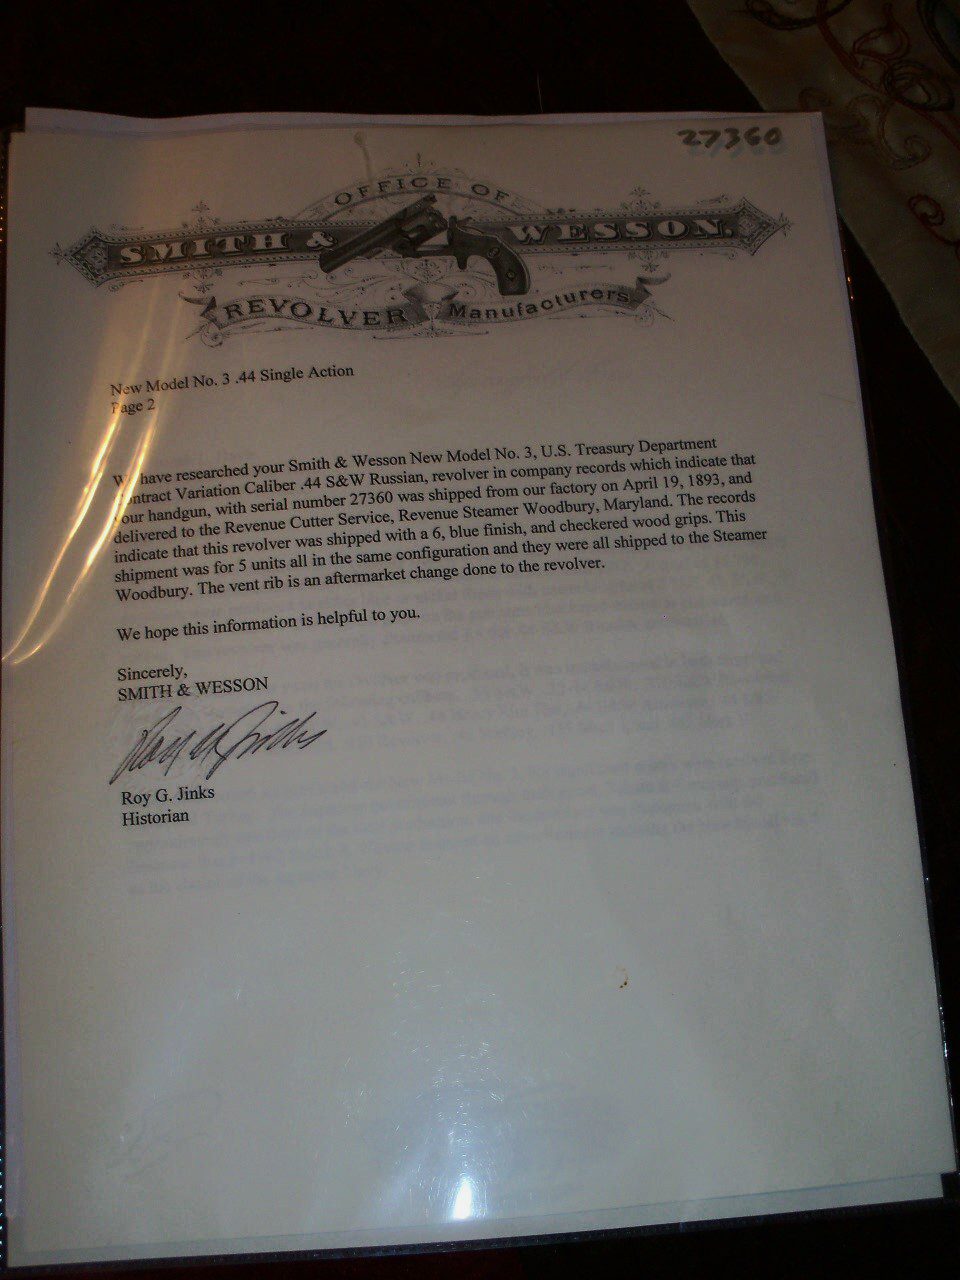 27360
OFFICE OF
SMITH & WESSON.
REVOLVER Manufacturers
New Model No. 3 .44 Single Action
Page 2
We have researched your Smith & Wesson New Model No. 3, U.S. Treasury Department
Contract Variation Caliber .44 S&W Russian, revolver in company records which indicate that
your handgun, with serial number 27360 was shipped from our factory on April 19, 1893, and
delivered to the Revenue Cutter Service, Revenue Steamer Woodbury, Maryland. The records
indicate that this revolver was shipped with a 6, blue finish, and checkered wood grips. This
shipment was for 5 units all in the same configuration and they were all shipped to the Steamer
Woodbury. The vent rib is an aftermarket change done to the revolver.
We hope this information is helpful to you.
Sincerely,
SMITH & WESSON
Roy G. Jinks
Roy G. Jinks
Historian